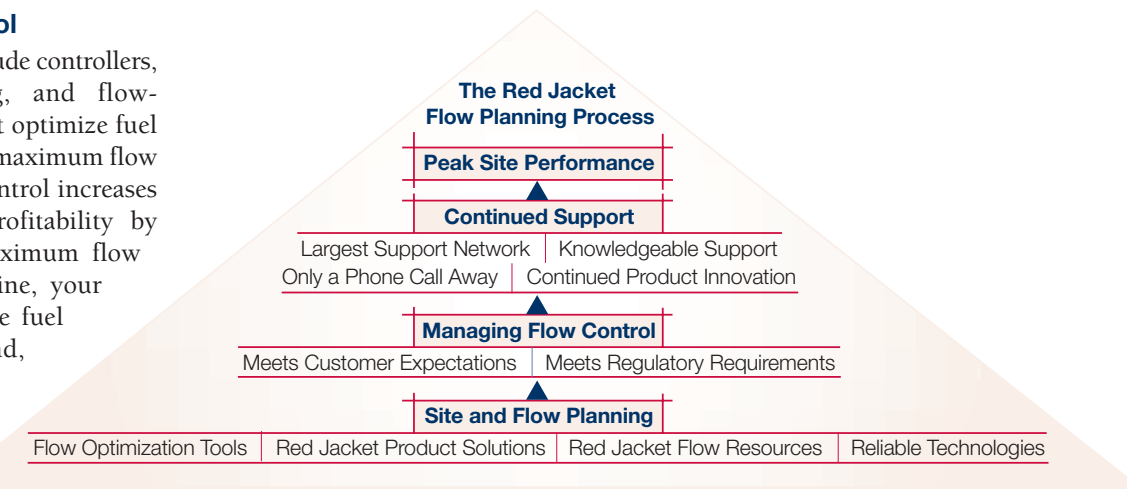 ol
ude controllers,
g, and flow-
t optimize fuel
maximum flow
ntrol increases
rofitability by
ximum flow
ine, your
e fuel
nd,
The Red Jacket
Flow Planning Process
Peak Site Performance
Continued Support
Largest Support Network | Knowledgeable Support
Only a Phone Call Away | Continued Product Innovation
Managing Flow Control
Meets Customer Expectations | Meets Regulatory Requirements
Site and Flow Planning
Flow Optimization Tools | Red Jacket Product Solutions | Red Jacket Flow Resources | Reliable Technologies